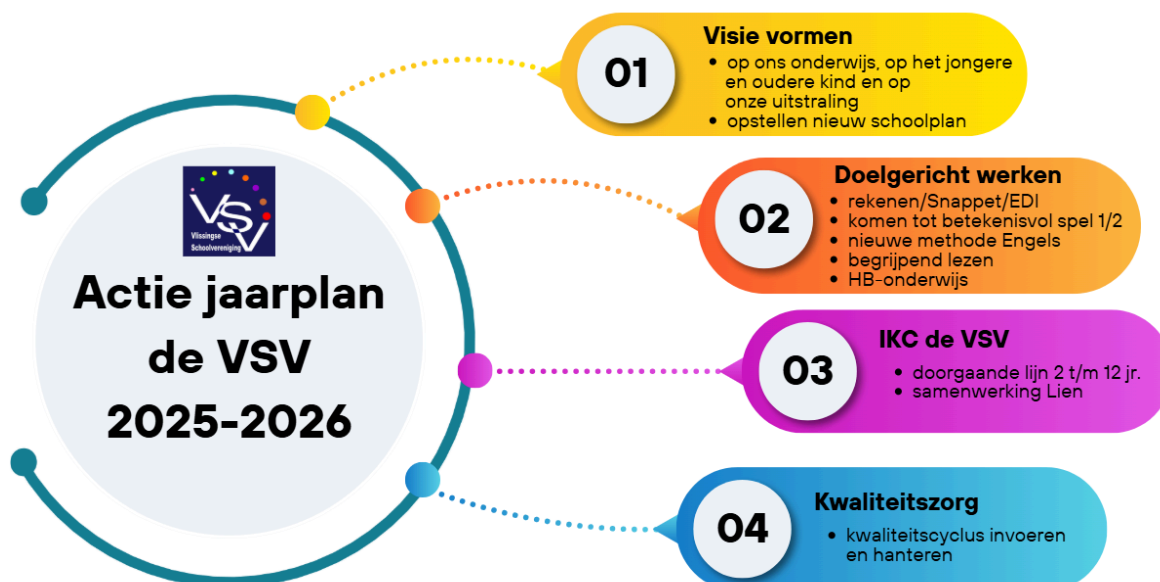 VSV
Vlissingse
Schoolvereniging
Actie jaarplan
de VSV
2025-2026
01
Visie vormen
• op ons onderwijs, op het jongere
en oudere kind en op
onze uitstraling
• opstellen nieuw schoolplan
02
Doelgericht werken
• rekenen/Snappet/EDI
• komen tot betekenisvol spel 1/2
• nieuwe methode Engels
• begrijpend lezen
• HB-onderwijs
03
IKC de VSV
• doorgaande lijn 2 t/m 12 jr.
• samenwerking Lien
04
Kwaliteitszorg
• kwaliteitscyclus invoeren
en hanteren